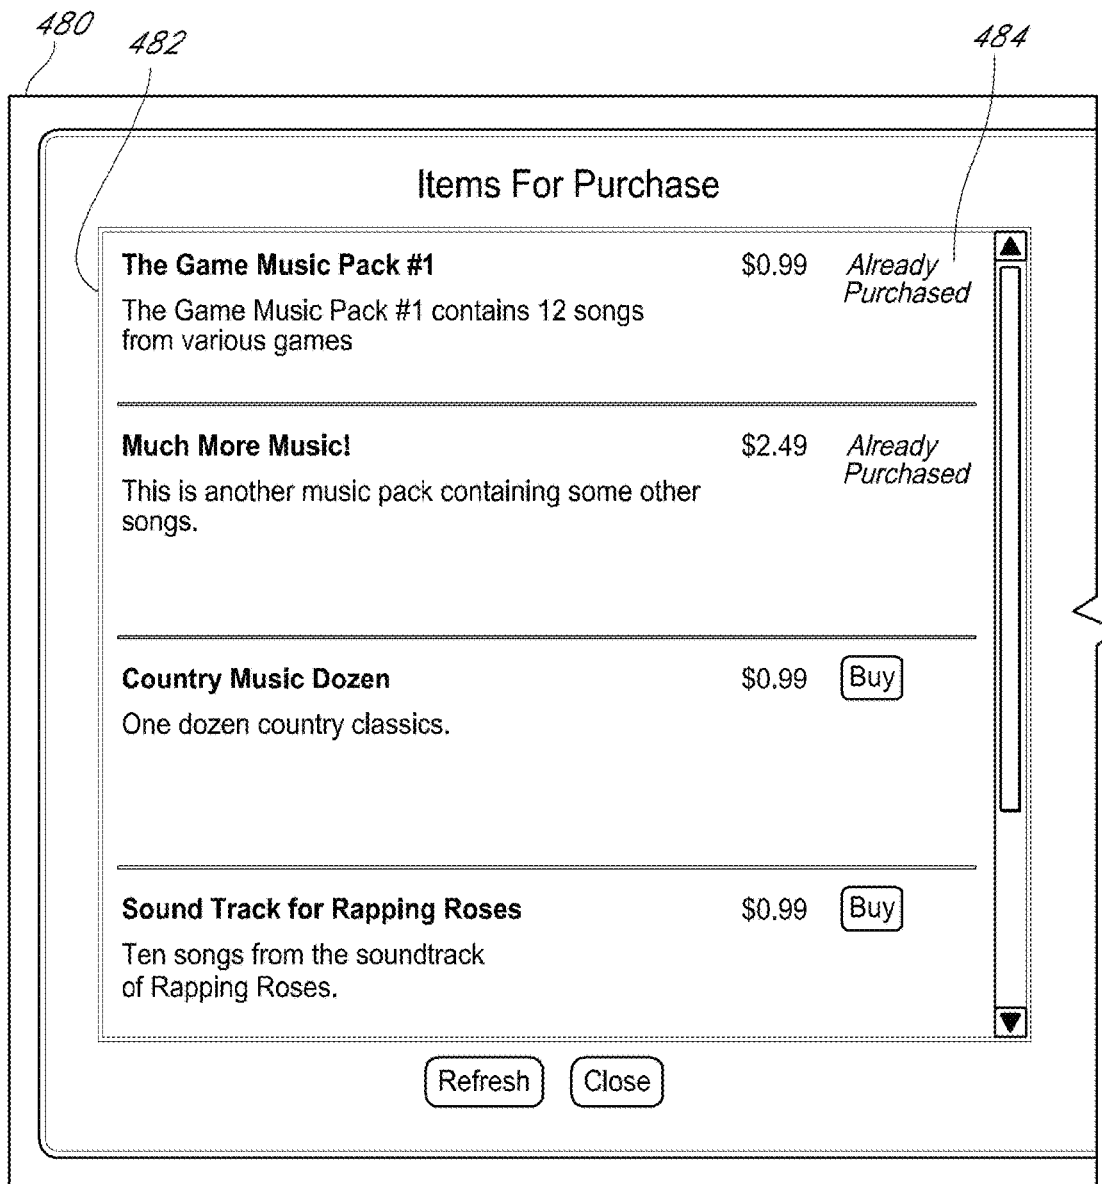 480
482
484
Items For Purchase
The Game Music Pack #1 $0.99 Already
Purchased
The Game Music Pack #1 contains 12 songs
from various games
Much More Music! $2.49 Already
Purchased
This is another music pack containing some other
songs.
Country Music Dozen $0.99 Buy
One dozen country classics.
Sound Track for Rapping Roses $0.99 Buy
Ten songs from the soundtrack
of Rapping Roses.
Refresh Close